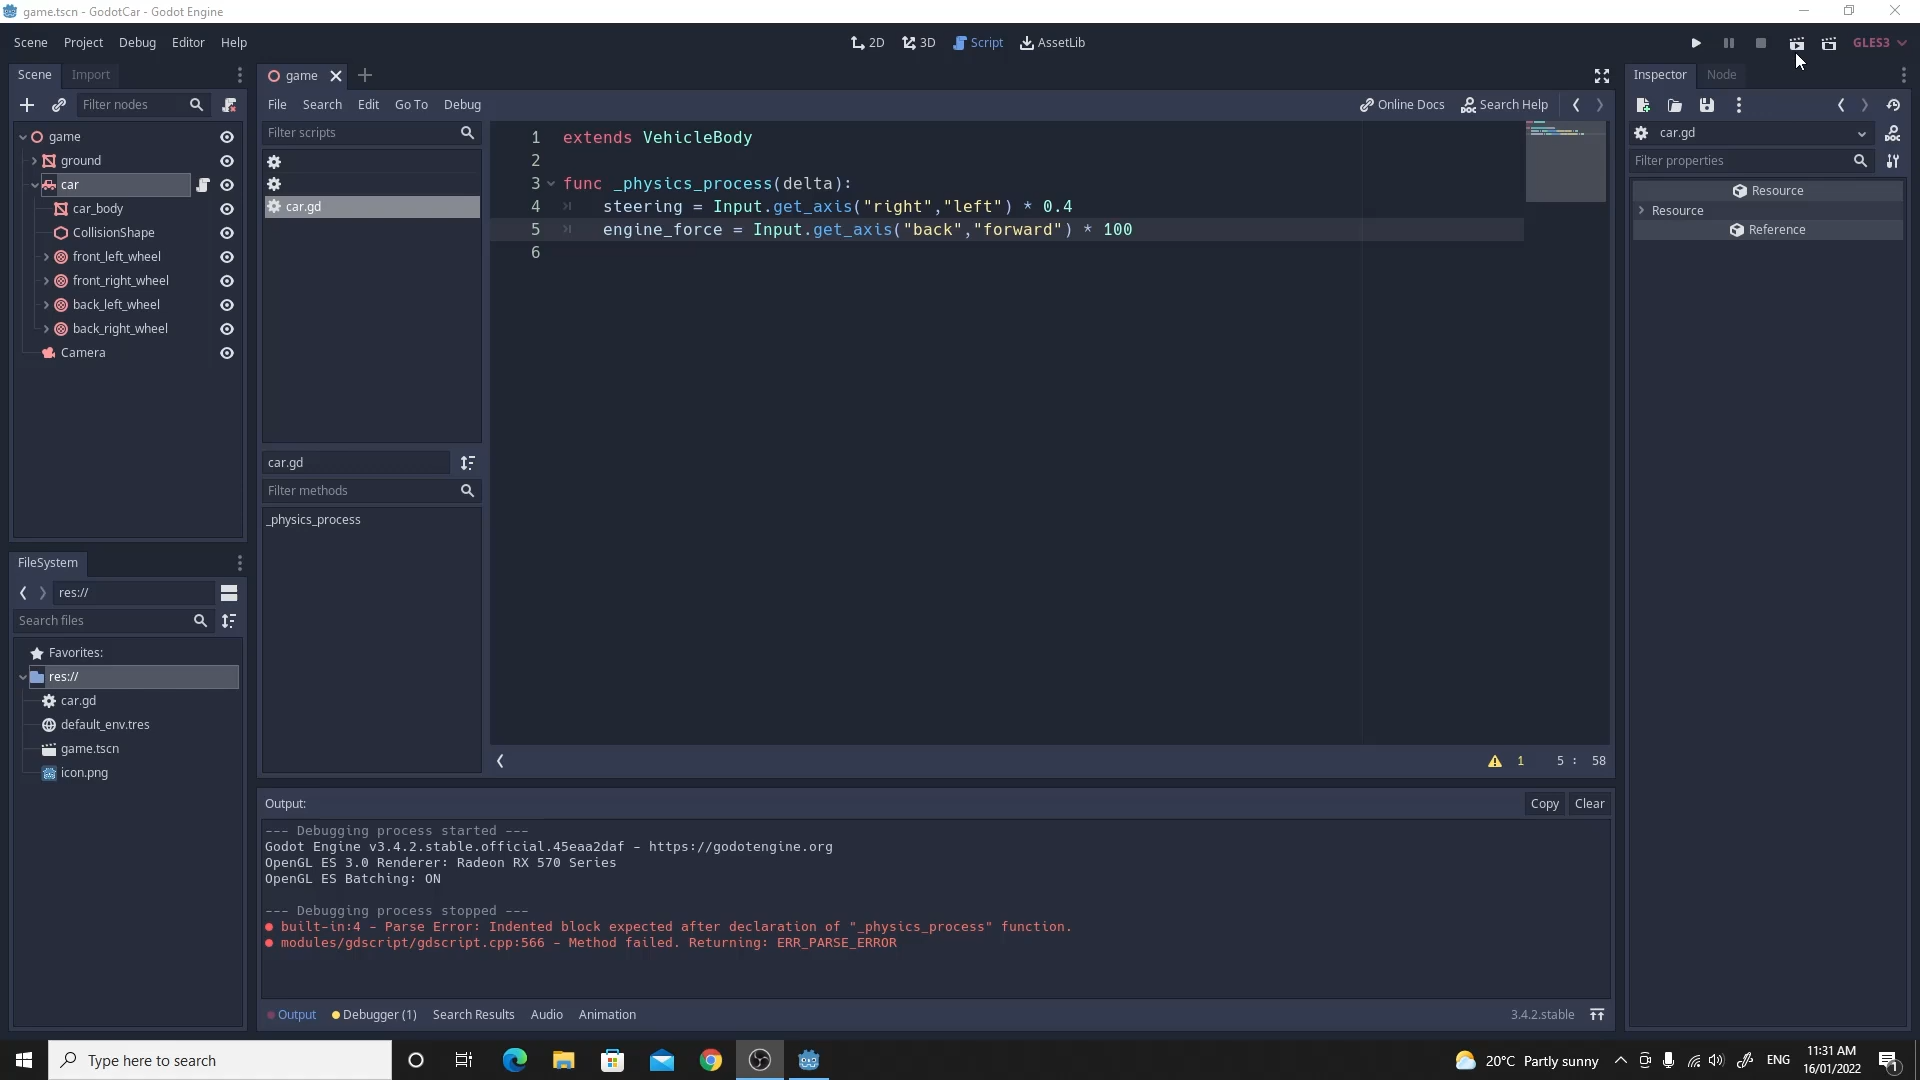 game.tscn - GodotCar - Godot Engine
Scene Project Debug Editor Help
2D 3D Script AssetLib
GLES3
Scene Import
Filter nodes
game
ground
car
car_body
CollisionShape
front_left_wheel
front_right_wheel
back_left_wheel
back_right_wheel
Camera
FileSystem
res://
Search files
Favorites:
res://
car.gd
default_env.tres
game.tscn
icon.png
game
File Search Edit Go To Debug
Online Docs Search Help
Filter scripts
car.gd
car.gd
Filter methods
_physics_process
1 extends VehicleBody
2
3 func _physics_process(delta):
4 steering = Input.get_axis("right","left") * 0.4
5 engine_force = Input.get_axis("back","forward") * 100
6
1 5 : 58
Output:
Copy Clear
--- Debugging process started ---
Godot Engine v3.4.2.stable.official.45eaa2daf - https://godotengine.org
OpenGL ES 3.0 Renderer: Radeon RX 570 Series
OpenGL ES Batching: ON
--- Debugging process stopped ---
built-in:4 - Parse Error: Indented block expected after declaration of "_physics_process" function.
modules/gdscript/gdscript.cpp:566 - Method failed. Returning: ERR_PARSE_ERROR
Output Debugger (1) Search Results Audio Animation
3.4.2.stable
Inspector Node
car.gd
Filter properties
Resource
Resource
Reference
Type here to search
20°C Partly sunny
ENG
11:31 AM
16/01/2022
1